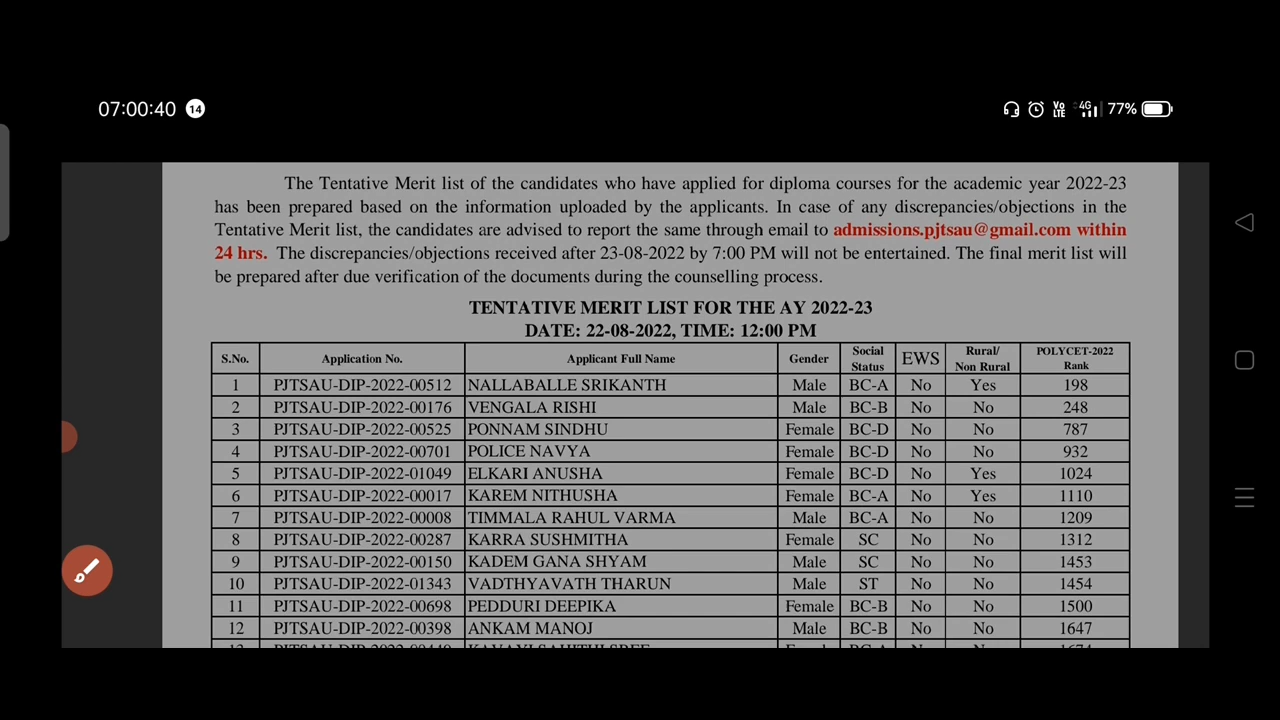 07:00:40 14 Vo LTE 4G 77%
The Tentative Merit list of the candidates who have applied for diploma courses for the academic year 2022-23
has been prepared based on the information uploaded by the applicants. In case of any discrepancies/objections in the
Tentative Merit list, the candidates are advised to report the same through email to admissions.pjtsau@gmail.com within
24 hrs. The discrepancies/objections received after 23-08-2022 by 7:00 PM will not be entertained. The final merit list will
be prepared after due verification of the documents during the counselling process.
TENTATIVE MERIT LIST FOR THE AY 2022-23
DATE: 22-08-2022, TIME: 12:00 PM
S.No. Application No. Applicant Full Name Gender Social Status EWS Rural/ Non Rural POLYCET-2022 Rank
1 PJTSAU-DIP-2022-00512 NALLABALLE SRIKANTH Male BC-A No Yes 198
2 PJTSAU-DIP-2022-00176 VENGALA RISHI Male BC-B No No 248
3 PJTSAU-DIP-2022-00525 PONNAM SINDHU Female BC-D No No 787
4 PJTSAU-DIP-2022-00701 POLICE NAVYA Female BC-D No No 932
5 PJTSAU-DIP-2022-01049 ELKARI ANUSHA Female BC-D No Yes 1024
6 PJTSAU-DIP-2022-00017 KAREM NITHUSHA Female BC-A No Yes 1110
7 PJTSAU-DIP-2022-00008 TIMMALA RAHUL VARMA Male BC-A No No 1209
8 PJTSAU-DIP-2022-00287 KARRA SUSHMITHA Female SC No No 1312
9 PJTSAU-DIP-2022-00150 KADEM GANA SHYAM Male SC No No 1453
10 PJTSAU-DIP-2022-01343 VADTHYAVATH THARUN Male ST No No 1454
11 PJTSAU-DIP-2022-00698 PEDDURI DEEPIKA Female BC-B No No 1500
12 PJTSAU-DIP-2022-00398 ANKAM MANOJ Male BC-B No No 1647